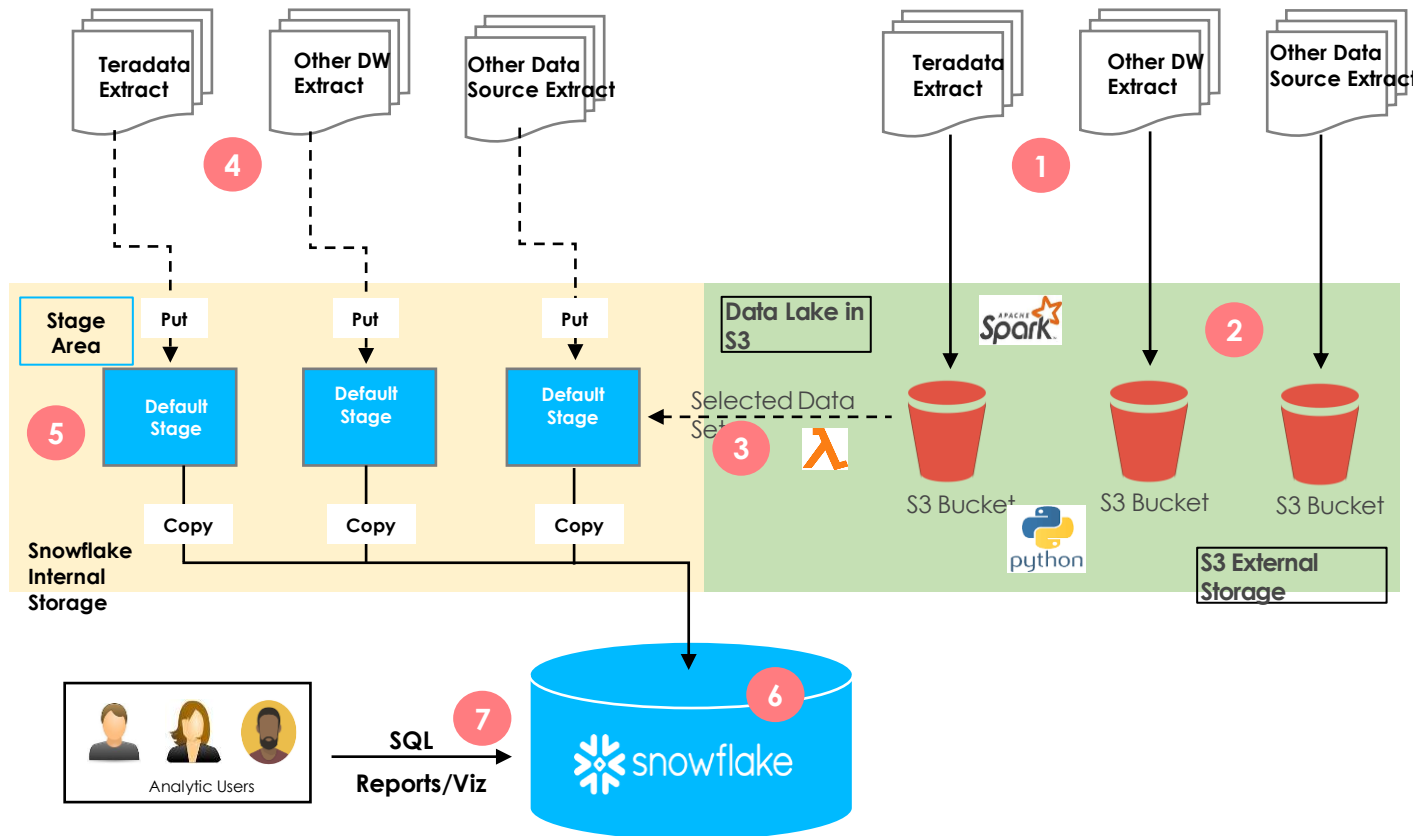 Teradata
Extract
Other DW
Extract
Other Data
Source Extract
Teradata
Extract
Other DW
Extract
Other Data
Source Extract
4
1
Stage
Area
Put
Put
Put
Data Lake in
S3
APACHE
Spark
2
Default
Stage
Default
Stage
Default
Stage
5
Selected Data
Set
3
λ
S3 Bucket
S3 Bucket
S3 Bucket
Copy
Copy
Copy
python
Snowflake
Internal
Storage
S3 External
Storage
Analytic Users
7
SQL
Reports/Viz
6
snowflake